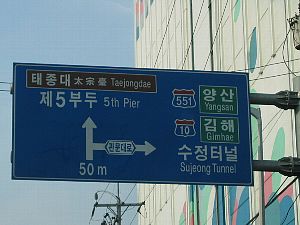 태종대 太宗臺 Taejongdae
제5부두 5th Pier
50 m
551 양산
Yangsan
10 김해
Gimhae
수정터널
Sujeong Tunnel